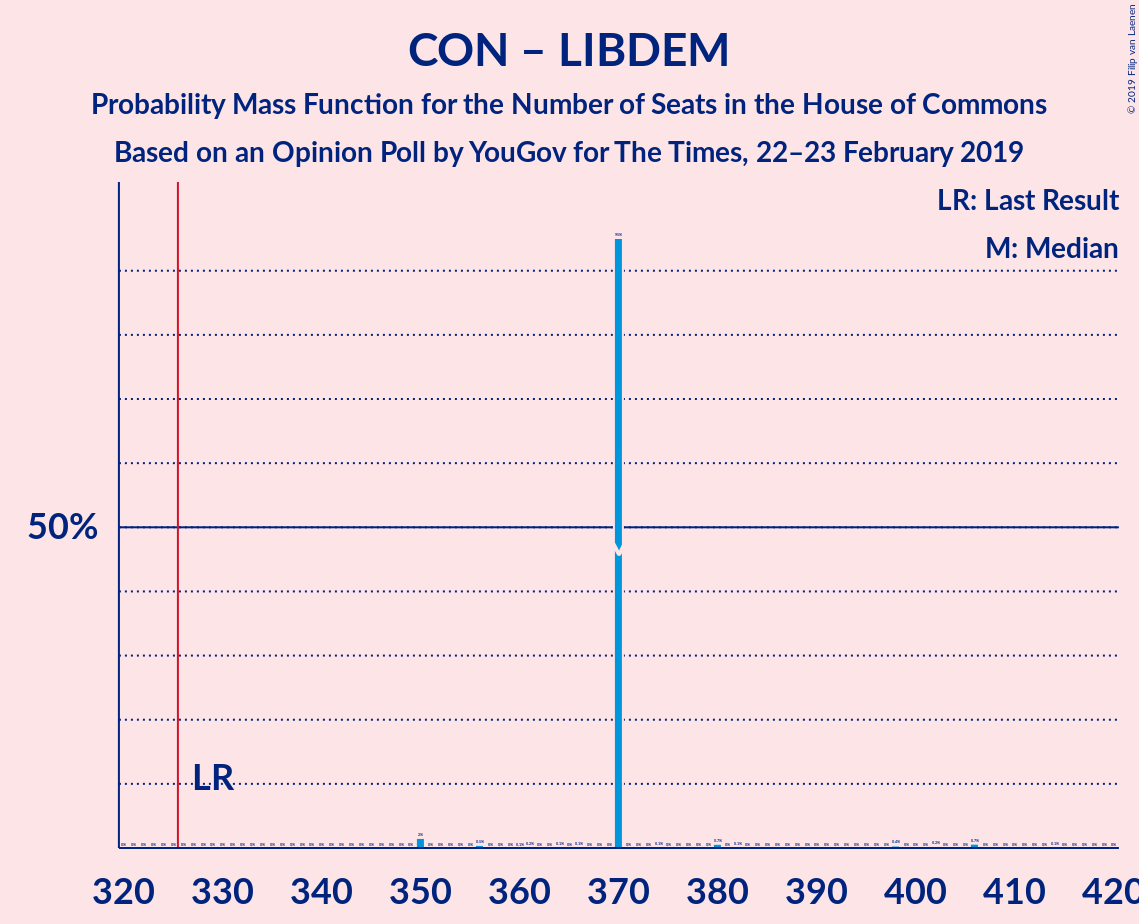 CON – LIBDEM
Probability Mass Function for the Number of Seats in the House of Commons
Based on an Opinion Poll by YouGov for The Times, 22–23 February 2019
© 2019 Filip van Laenen
LR: Last Result
M: Median
50%
LR
320 330 340 350 360 370 380 390 400 410 420